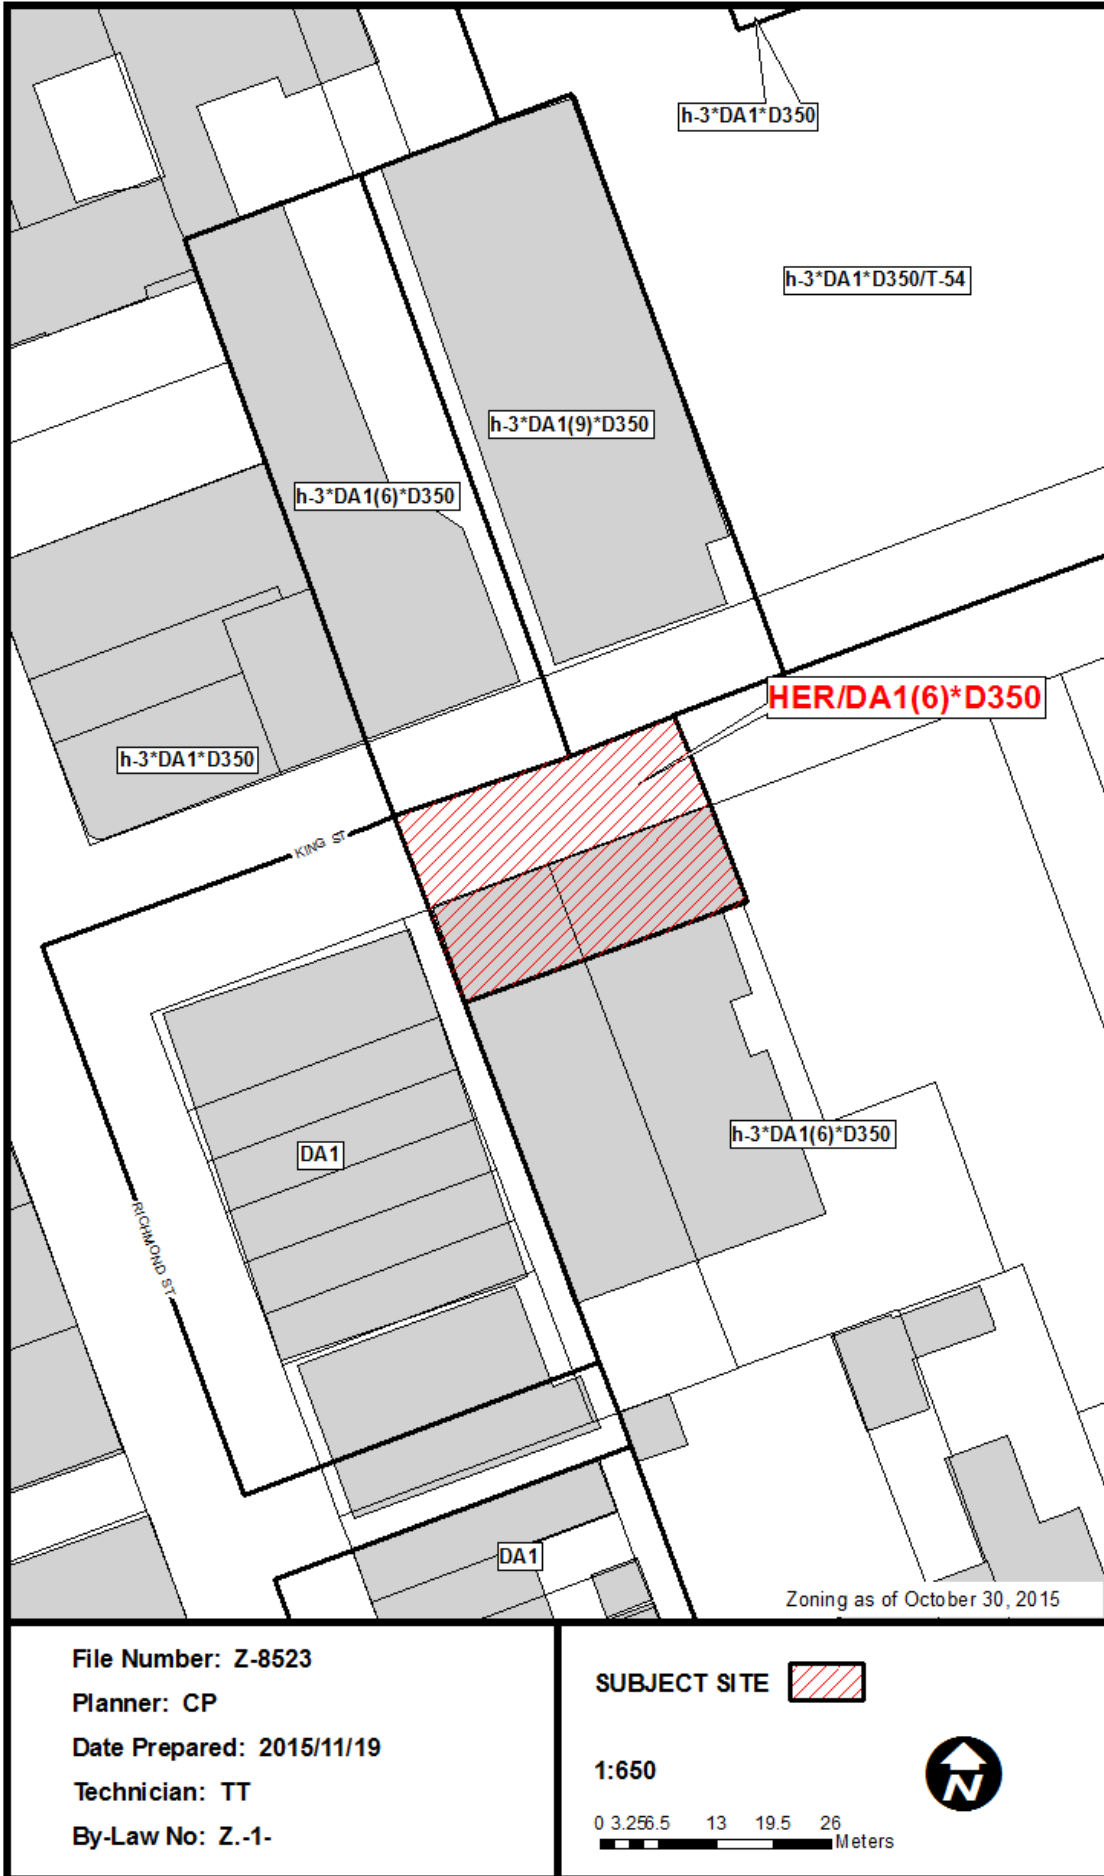 h-3*DA1*D350
h-3*DA1*D350/T-54
h-3*DA1(9)*D350
h-3*DA1(6)*D350
HER/DA1(6)*D350
h-3*DA1*D350
KING ST
h-3*DA1(6)*D350
DA1
RICHMOND ST
DA1
Zoning as of October 30, 2015
File Number: Z-8523
Planner: CP
Date Prepared: 2015/11/19
Technician: TT
By-Law No: Z.-1-
SUBJECT SITE
1:650
N
0 3.256.5 13 19.5 26
Meters